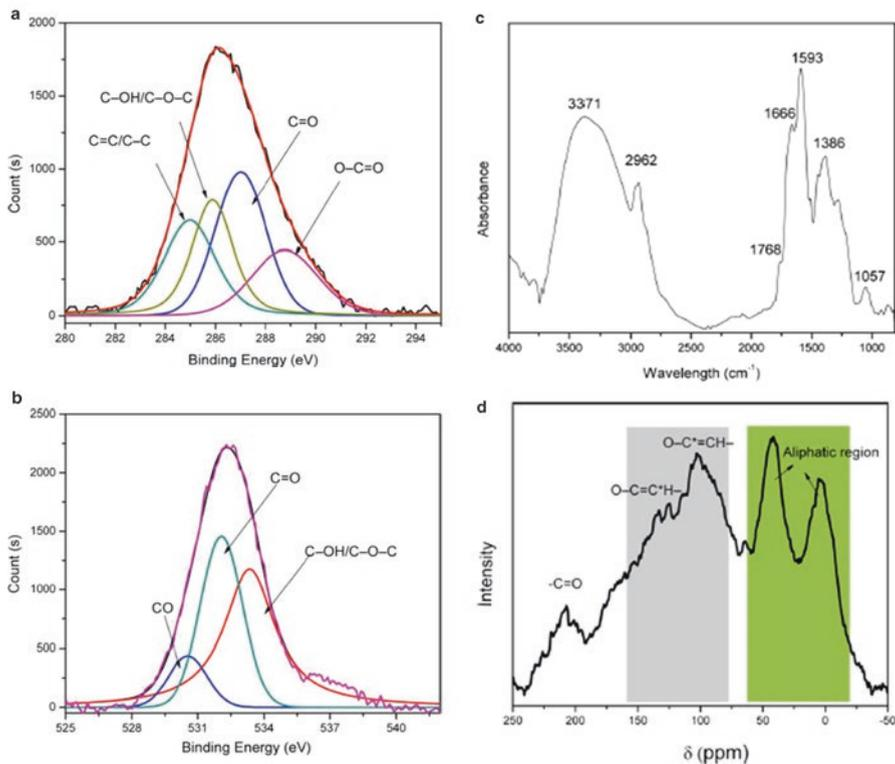 a
2000
1500
1000
500
0
Count (s)
C–OH/C–O–C
C=C/C–C
C=O
O–C=O
280 282 284 286 288 290 292 294
Binding Energy (eV)
b
2500
2000
1500
1000
500
0
Count (s)
C=O
C–OH/C–O–C
CO
525 528 531 534 537 540
Binding Energy (eV)
c
Absorbance
3371
2962
1768
1666
1593
1386
1057
4000 3500 3000 2500 2000 1500 1000
Wavelength (cm-1)
d
Intensity
-C=O
O–C=C*H–
O–C*=CH–
Aliphatic region
250 200 150 100 50 0 -50
δ (ppm)